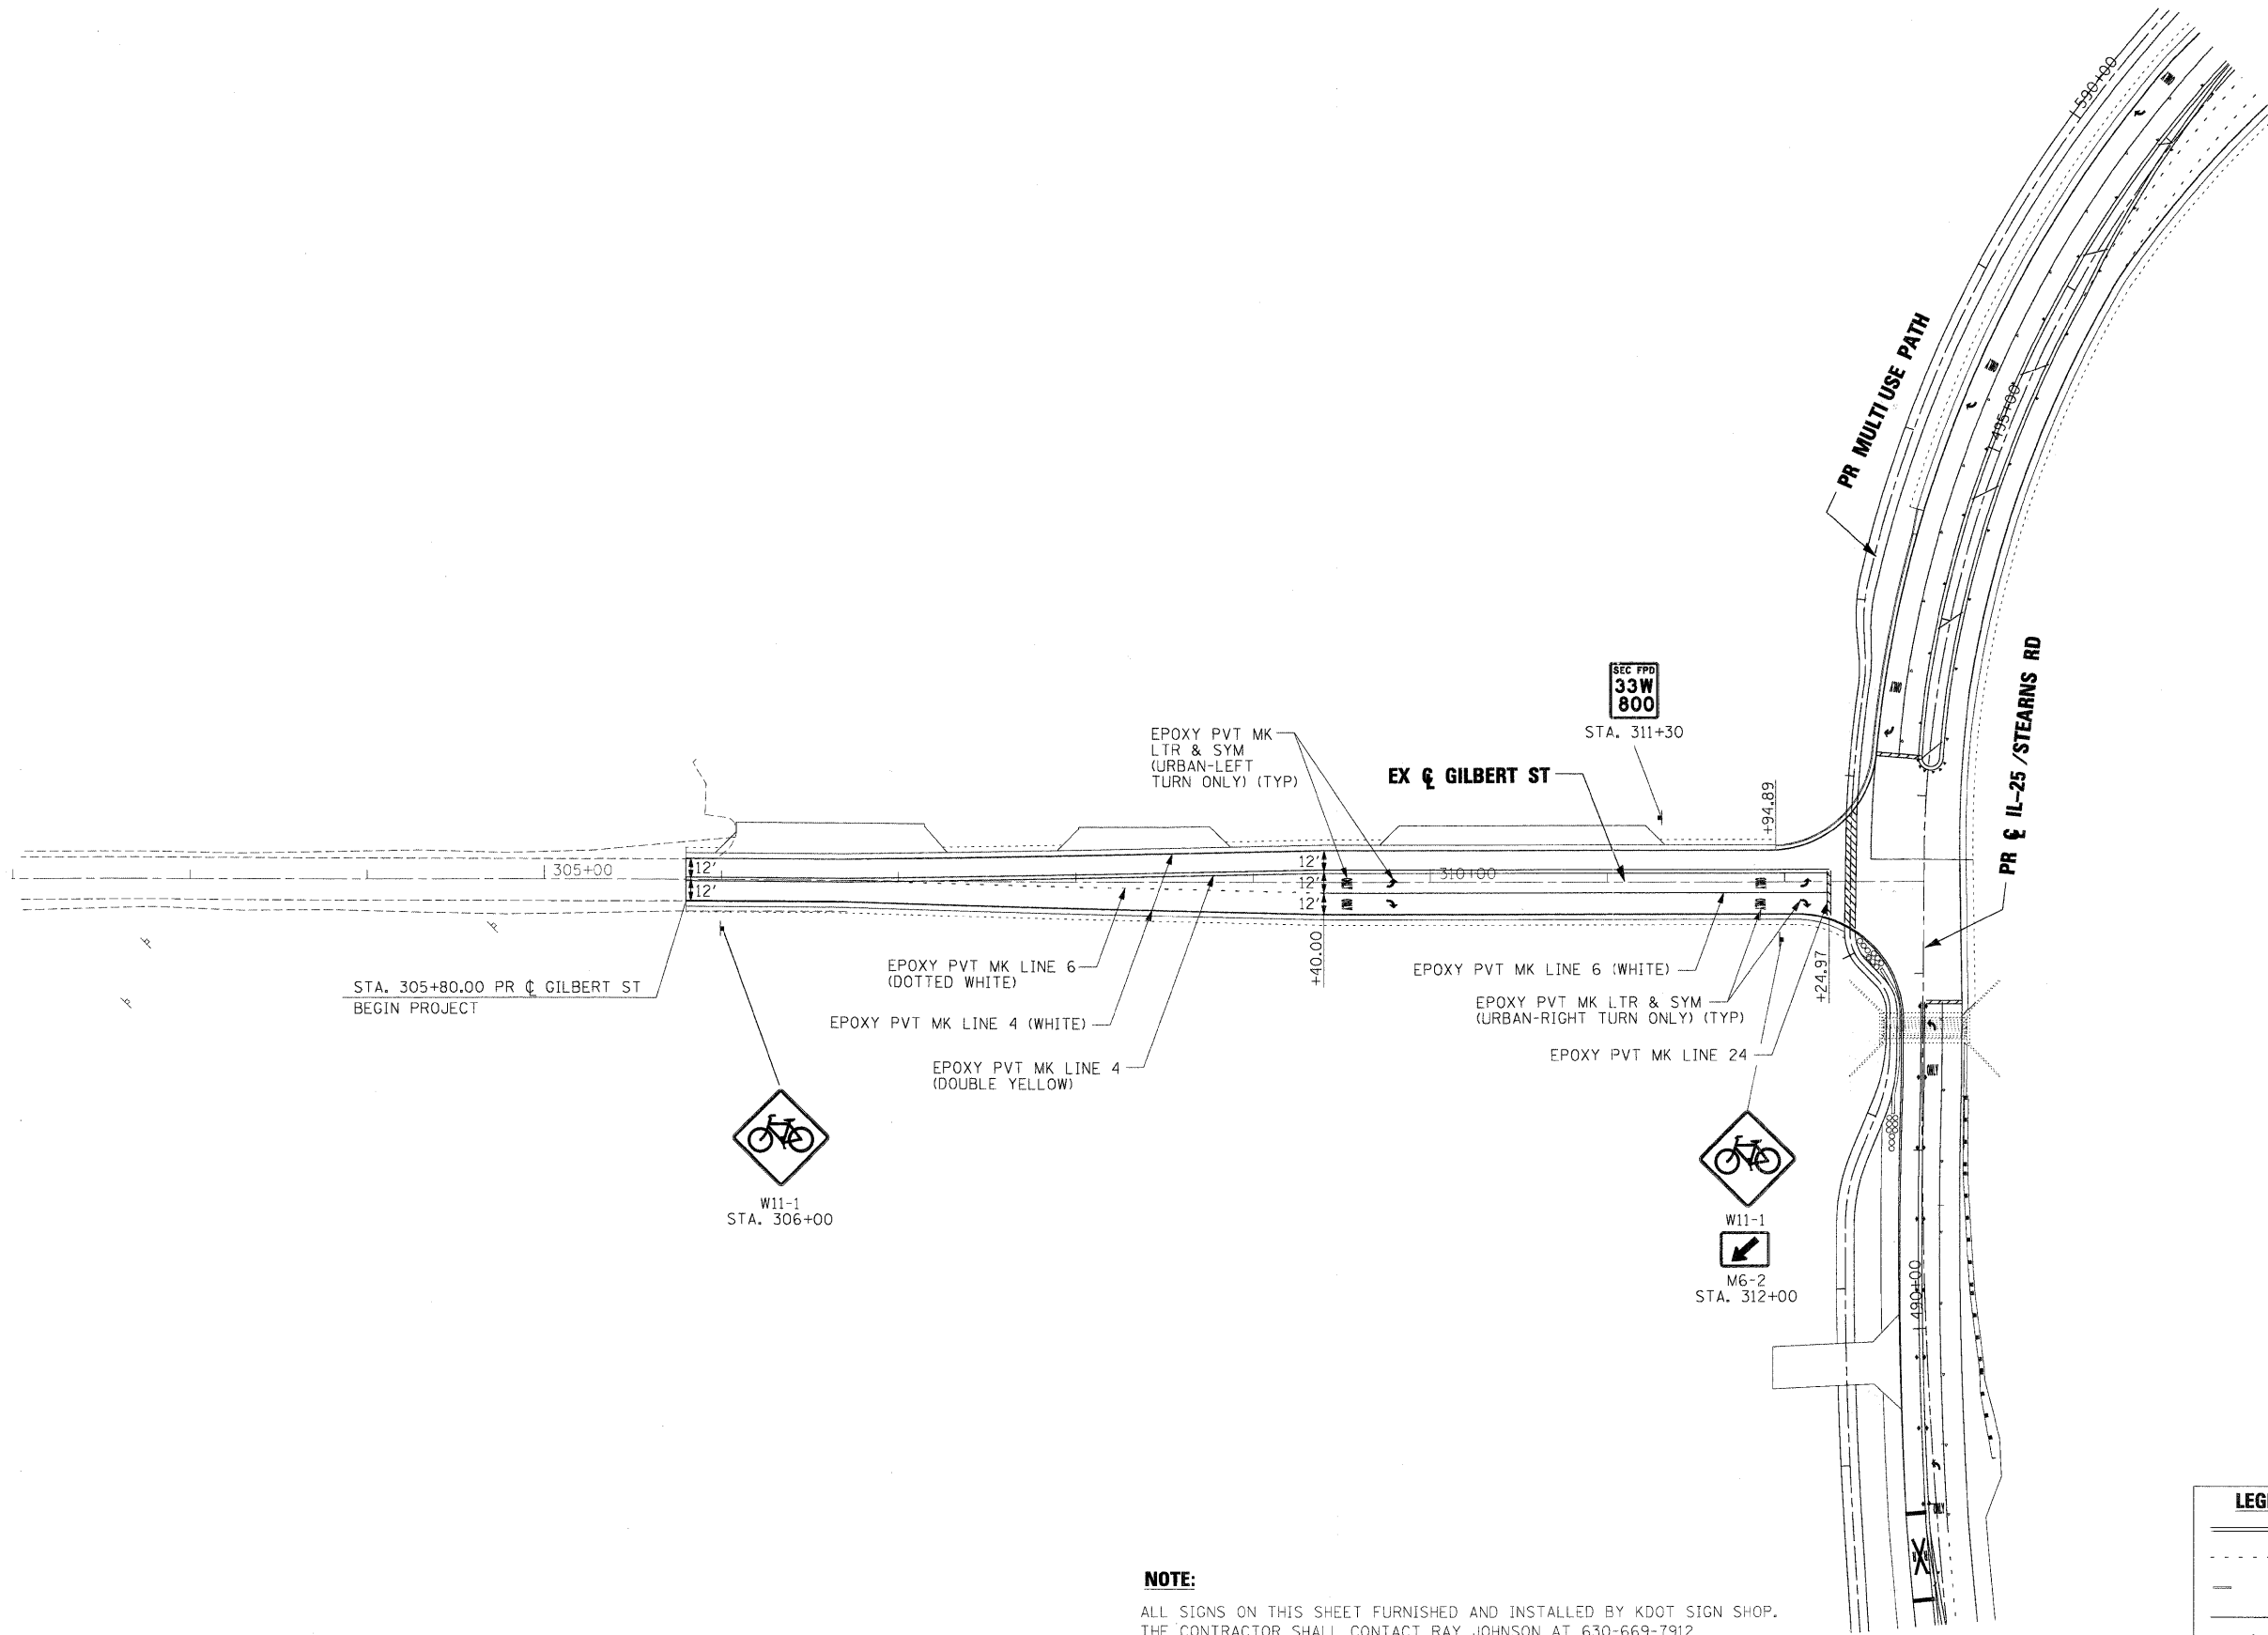 590+00
PR MULTI USE PATH
495+00
PR ℄ IL-25 /STEARNS RD
SEC FPD
33W
800
STA. 311+30
EPOXY PVT MK
LTR & SYM
(URBAN-LEFT
TURN ONLY) (TYP)
EX ℄ GILBERT ST
+94.89
305+00
12'
12'
12'
12'
12'
310+00
+40.00
+24.97
STA. 305+80.00 PR ℄ GILBERT ST
BEGIN PROJECT
EPOXY PVT MK LINE 6
(DOTTED WHITE)
EPOXY PVT MK LINE 4 (WHITE)
EPOXY PVT MK LINE 4
(DOUBLE YELLOW)
EPOXY PVT MK LINE 6 (WHITE)
EPOXY PVT MK LTR & SYM
(URBAN-RIGHT TURN ONLY) (TYP)
EPOXY PVT MK LINE 24
W11-1
STA. 306+00
W11-1
M6-2
STA. 312+00
ONLY
490+00
ONLY
NOTE:
ALL SIGNS ON THIS SHEET FURNISHED AND INSTALLED BY KDOT SIGN SHOP.
THE CONTRACTOR SHALL CONTACT RAY JOHNSON AT 630-669-7912